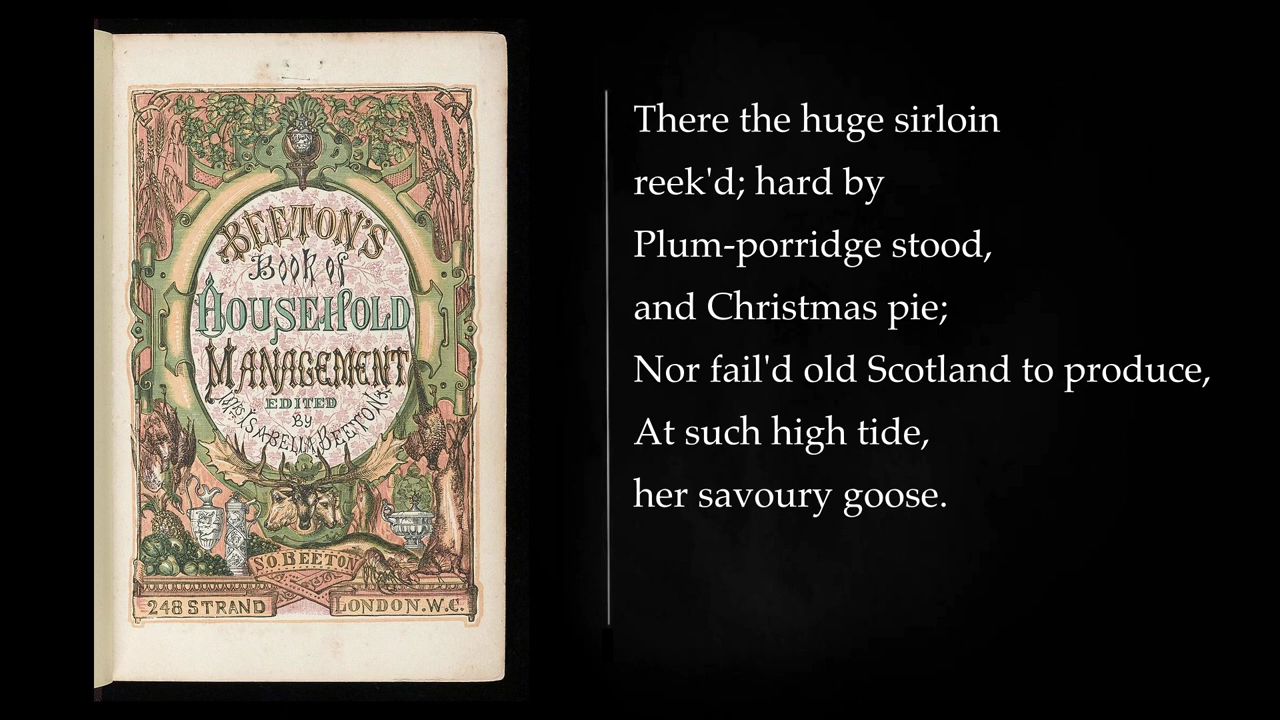 BEETON'S
Book of
HOUSEHOLD
MANAGEMENT
EDITED
BY
MRS ISABELLA BEETON.
S.O. BEETON
248 STRAND
LONDON. W.C.
There the huge sirloin
reek'd; hard by
Plum-porridge stood,
and Christmas pie;
Nor fail'd old Scotland to produce,
At such high tide,
her savoury goose.